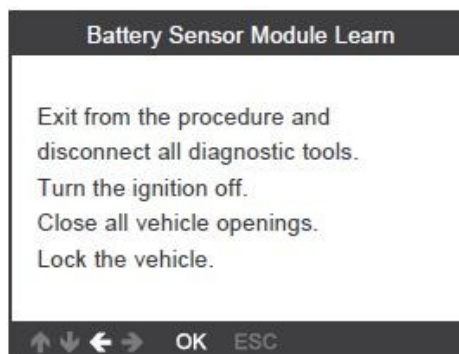 Battery Sensor Module Learn
Exit from the procedure and
disconnect all diagnostic tools.
Turn the ignition off.
Close all vehicle openings.
Lock the vehicle.
OK ESC